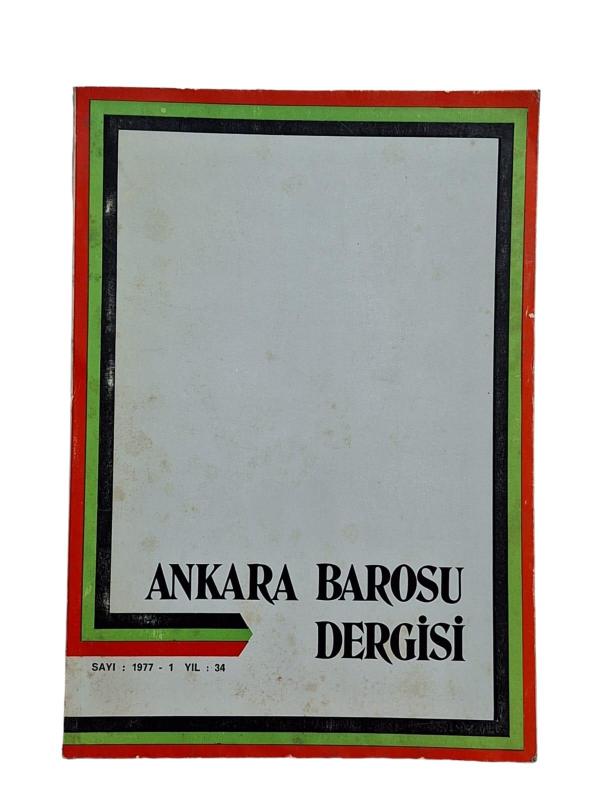 ANKARA BAROSU
DERGİSİ
SAYI : 1977 - 1 YIL : 34